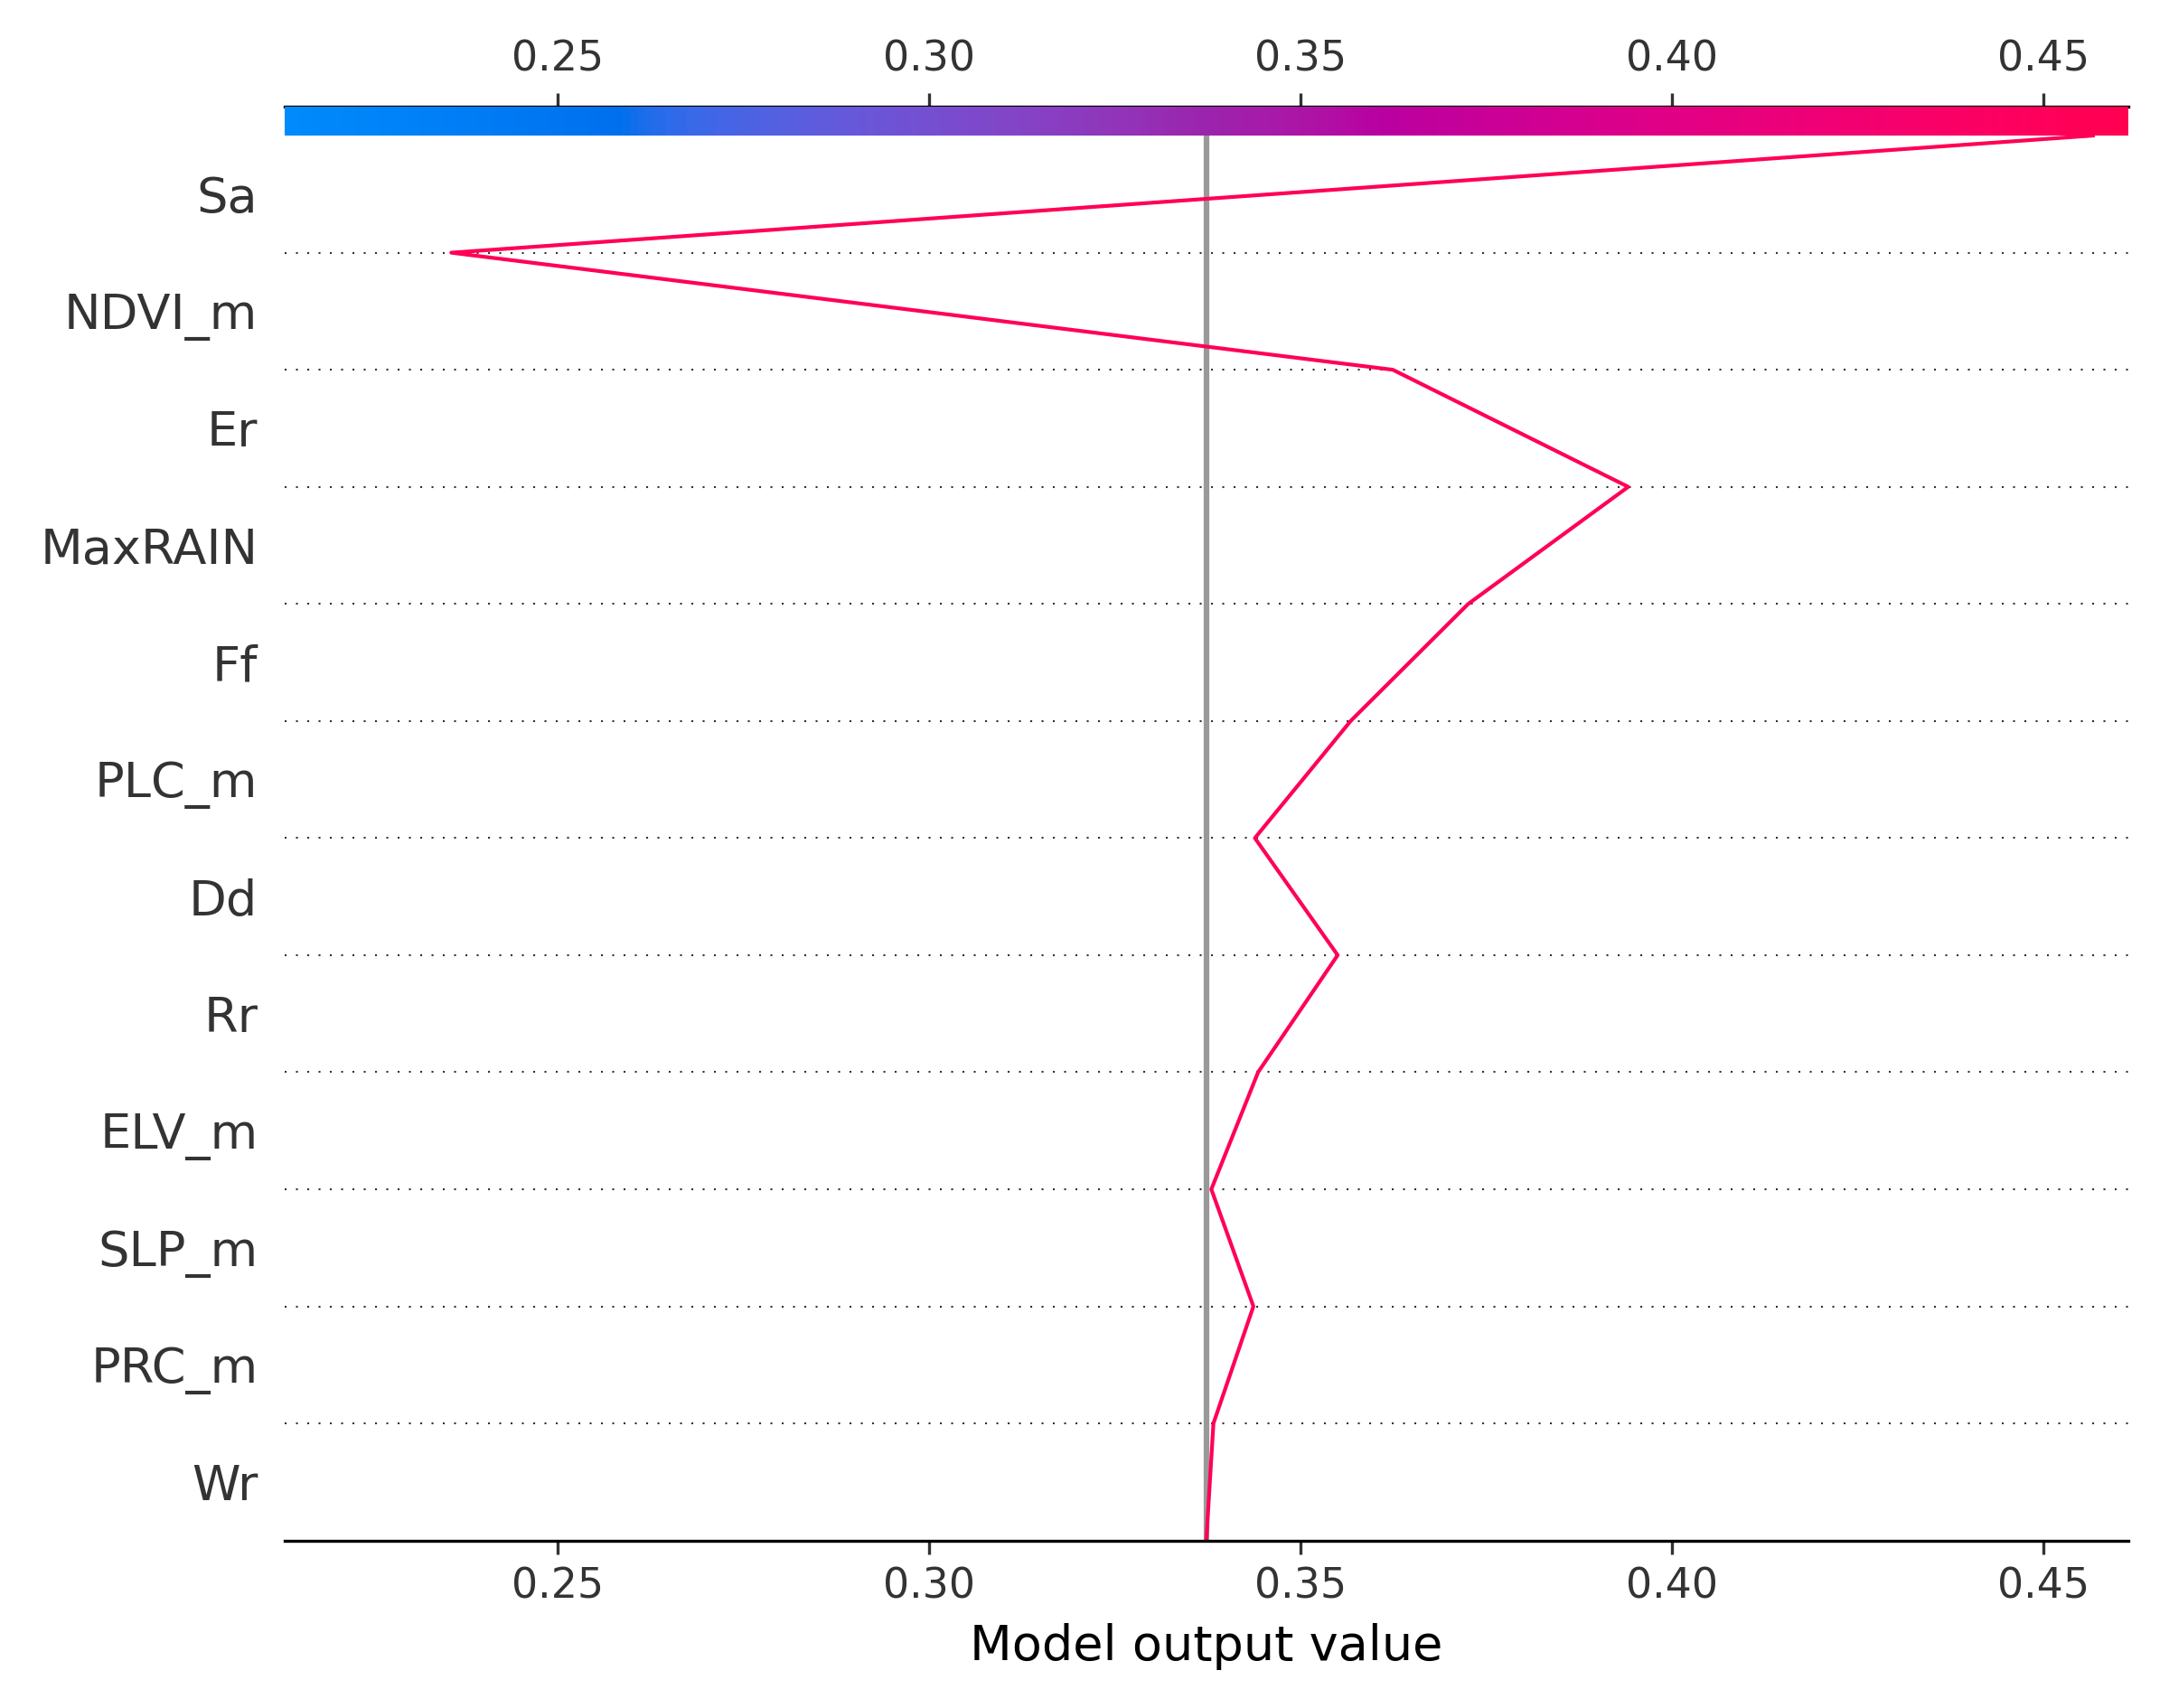 0.25 0.30 0.35 0.40 0.45
Sa
NDVI_m
Er
MaxRAIN
Ff
PLC_m
Dd
Rr
ELV_m
SLP_m
PRC_m
Wr
0.25 0.30 0.35 0.40 0.45
Model output value